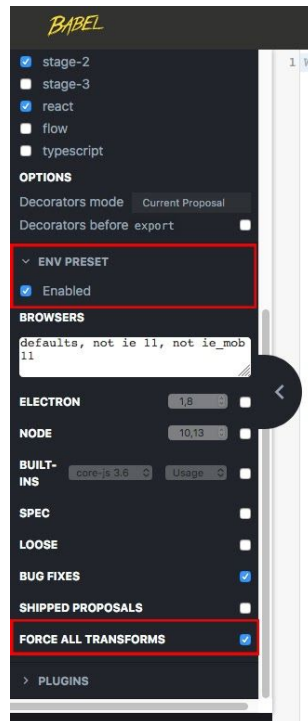 BABEL
stage-2
stage-3
react
flow
typescript
OPTIONS
Decorators mode Current Proposal
Decorators before export
ENV PRESET
Enabled
BROWSERS
defaults, not ie 11, not ie_mob
11
ELECTRON 1,8
NODE 10,13
BUILT-
INS core-js 3.6 Usage
SPEC
LOOSE
BUG FIXES
SHIPPED PROPOSALS
FORCE ALL TRANSFORMS
PLUGINS
1